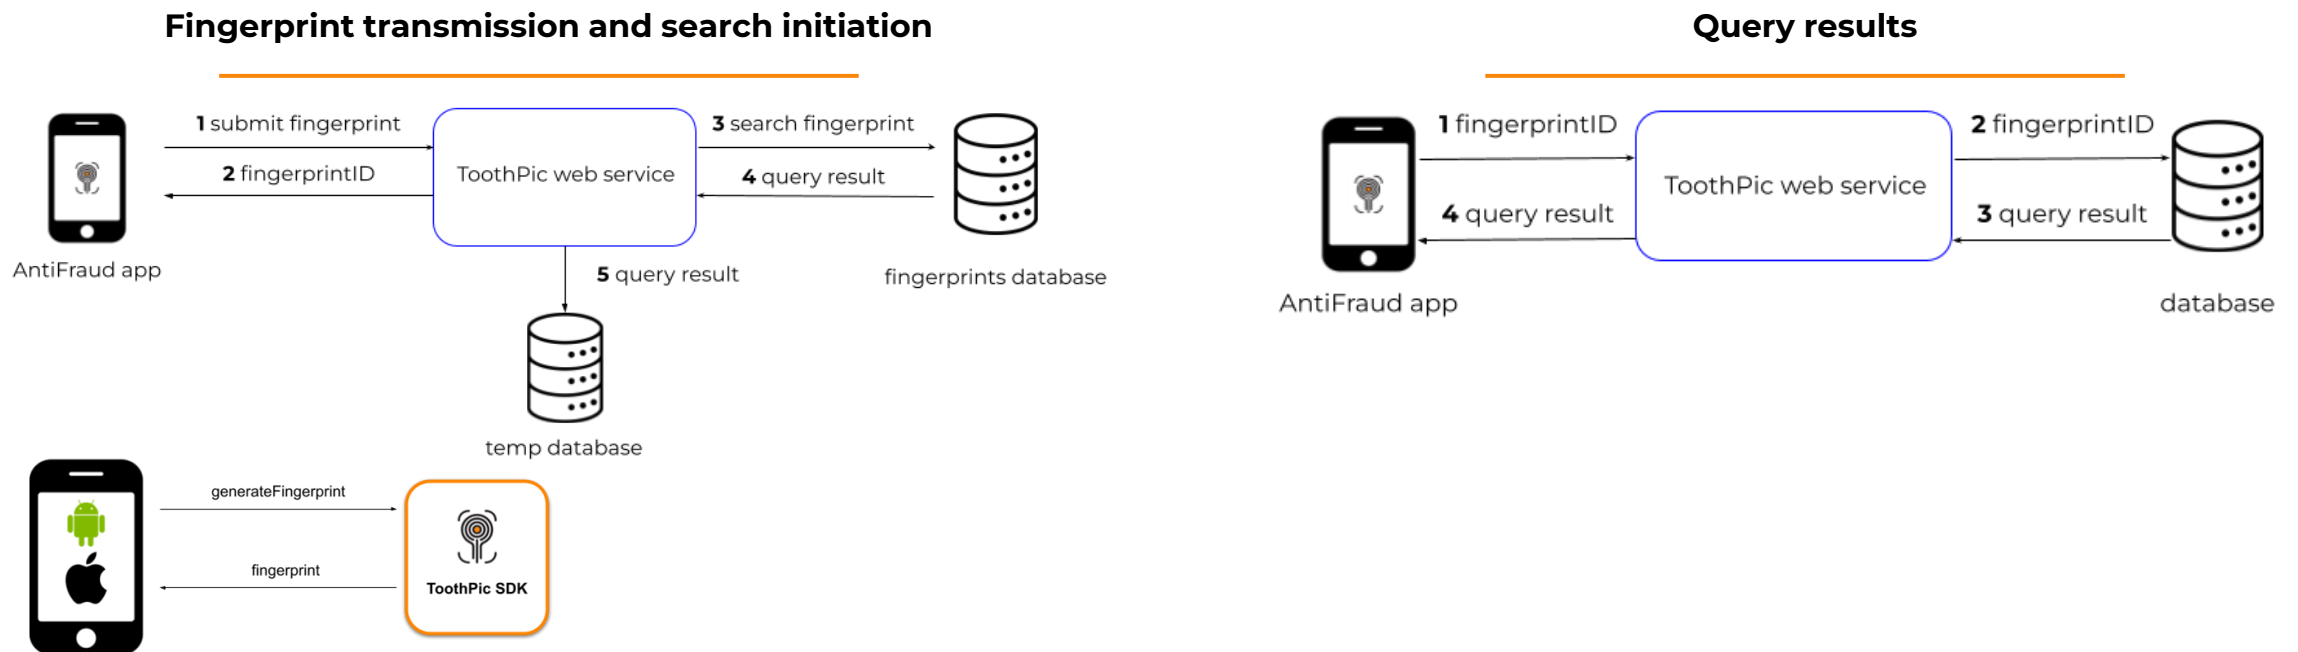 Fingerprint transmission and search initiation
1 submit fingerprint
2 fingerprintID
ToothPic web service
3 search fingerprint
4 query result
AntiFraud app
5 query result
fingerprints database
temp database
generateFingerprint
fingerprint
ToothPic SDK
Query results
1 fingerprintID
2 fingerprintID
ToothPic web service
4 query result
3 query result
AntiFraud app
database